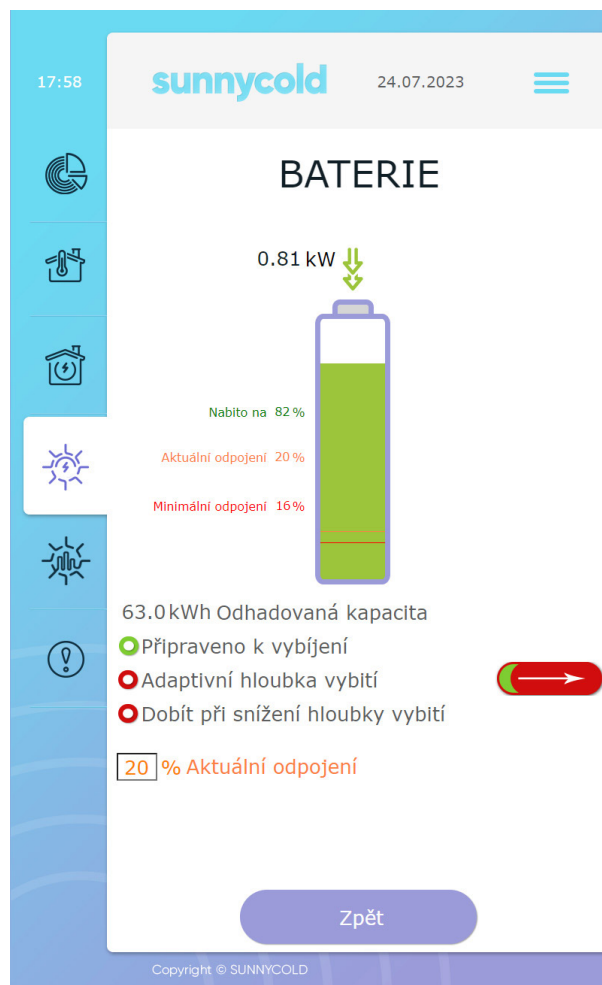 17:58 sunnycold 24.07.2023
BATERIE
0.81 kW
Nabito na 82 %
Aktuální odpojení 20 %
Minimální odpojení 16 %
63.0 kWh Odhadovaná kapacita
Připraveno k vybíjení
Adaptivní hloubka vybití
Dobít při snížení hloubky vybití
20 % Aktuální odpojení
Zpět
Copyright © SUNNYCOLD